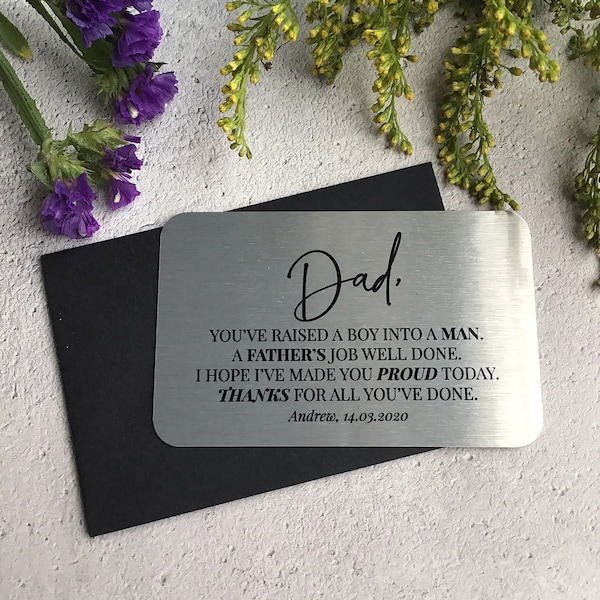 Dad,
YOU'VE RAISED A BOY INTO A MAN.
A FATHER'S JOB WELL DONE.
I HOPE I'VE MADE YOU PROUD TODAY.
THANKS FOR ALL YOU'VE DONE.
Andrew, 14.03.2020